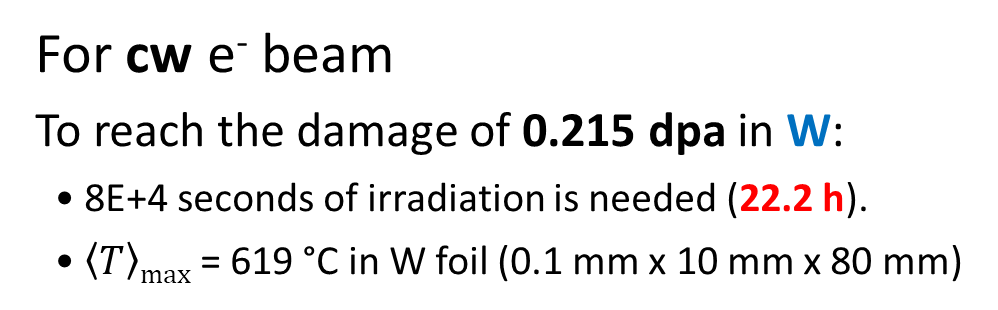 For cw e⁻ beam
To reach the damage of 0.215 dpa in W:
• 8E+4 seconds of irradiation is needed (22.2 h).
• ⟨T⟩max = 619 °C in W foil (0.1 mm x 10 mm x 80 mm)